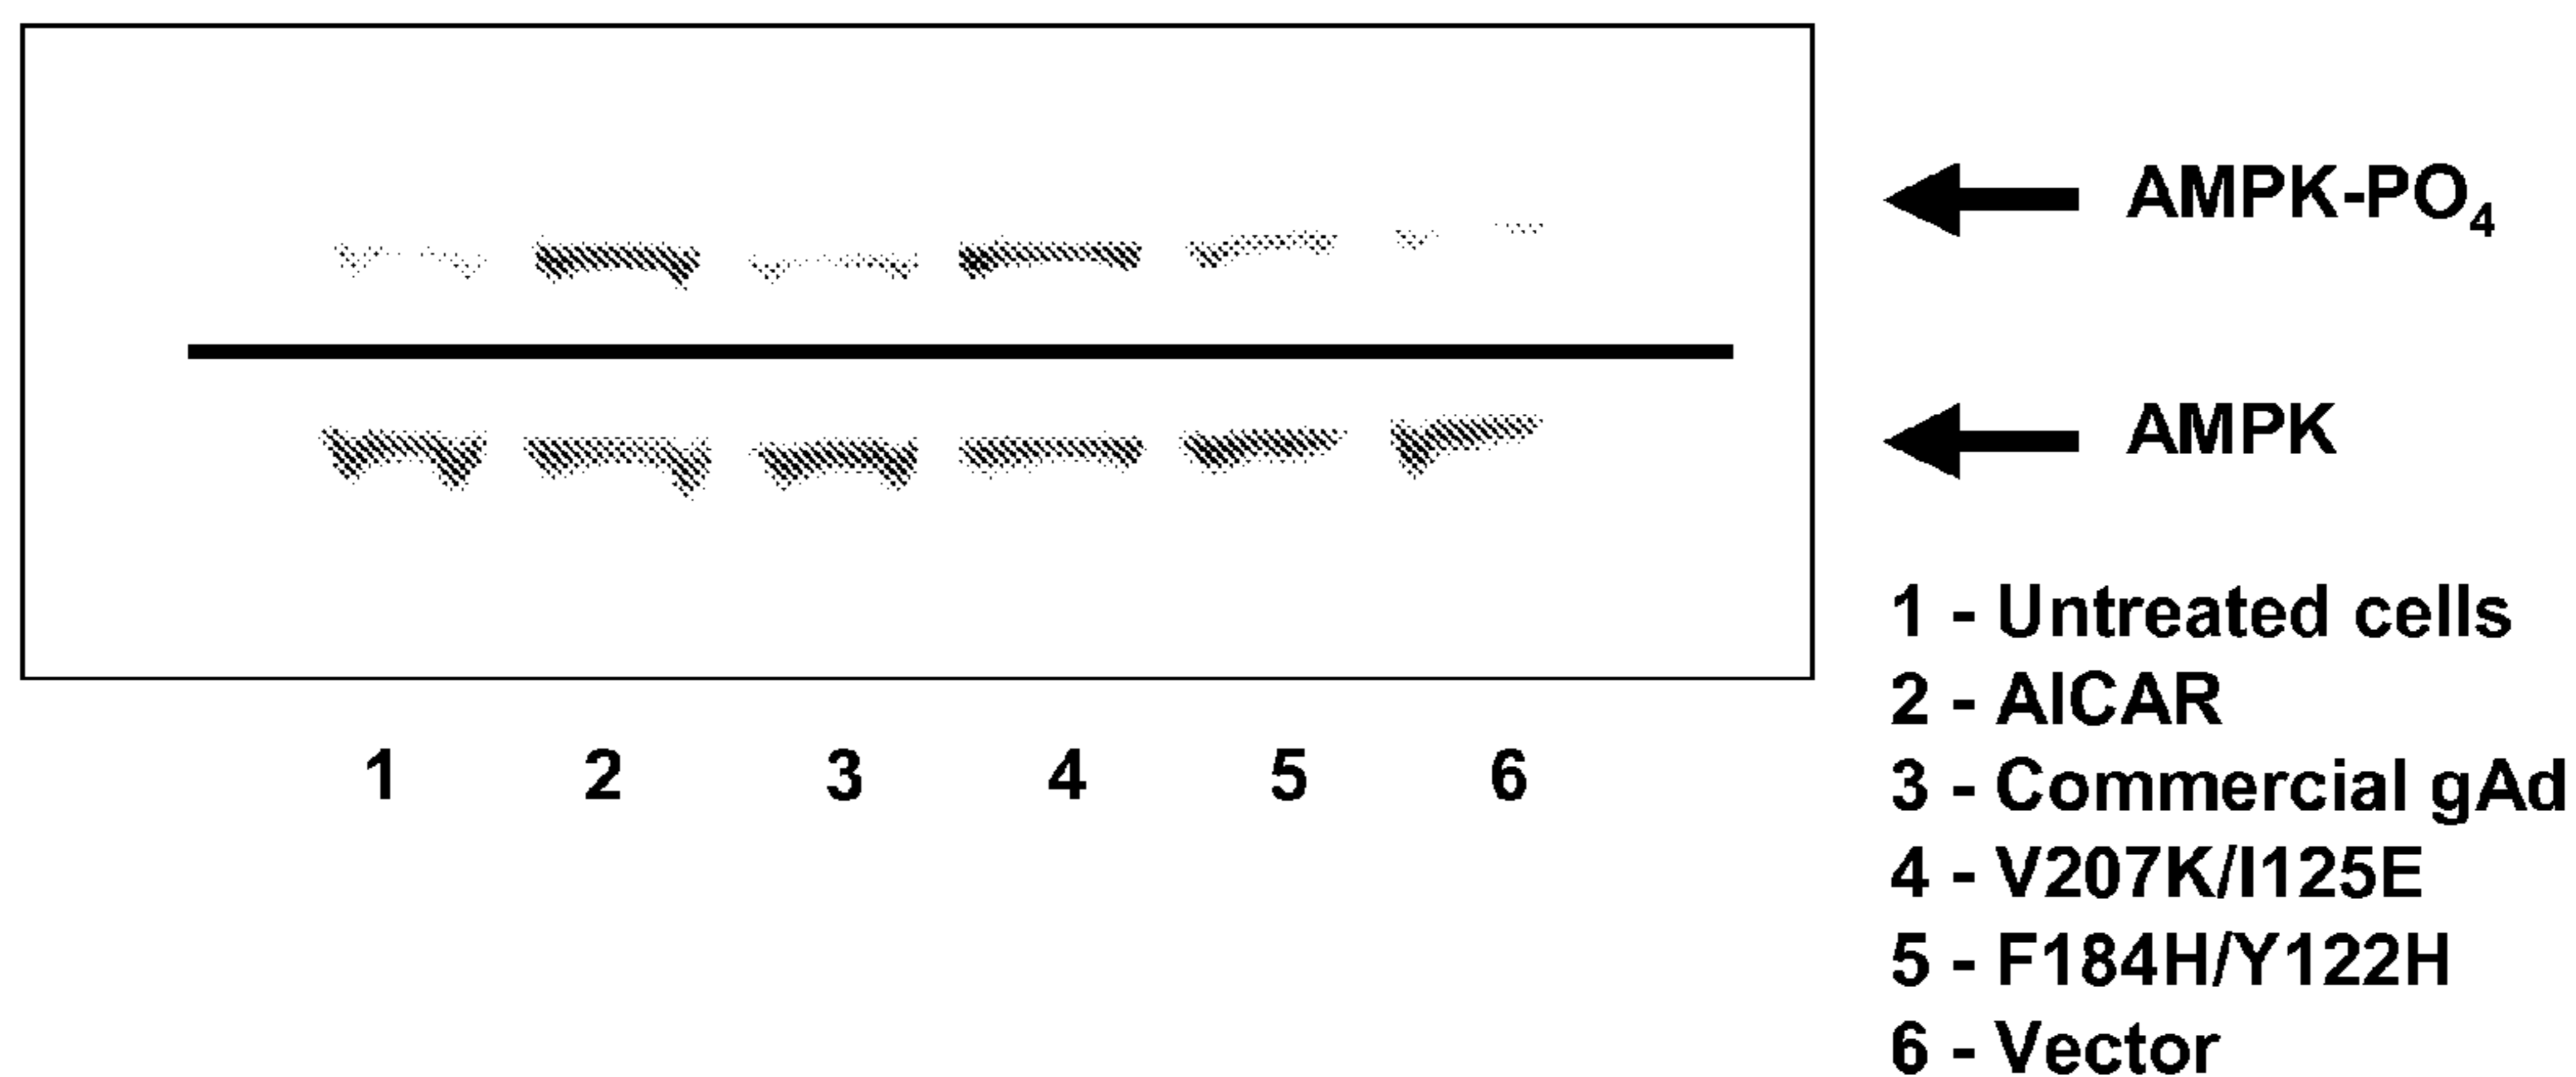 AMPK-PO₄
AMPK
1 - Untreated cells
2 - AICAR
3 - Commercial gAd
4 - V207K/I125E
5 - F184H/Y122H
6 - Vector
1 2 3 4 5 6